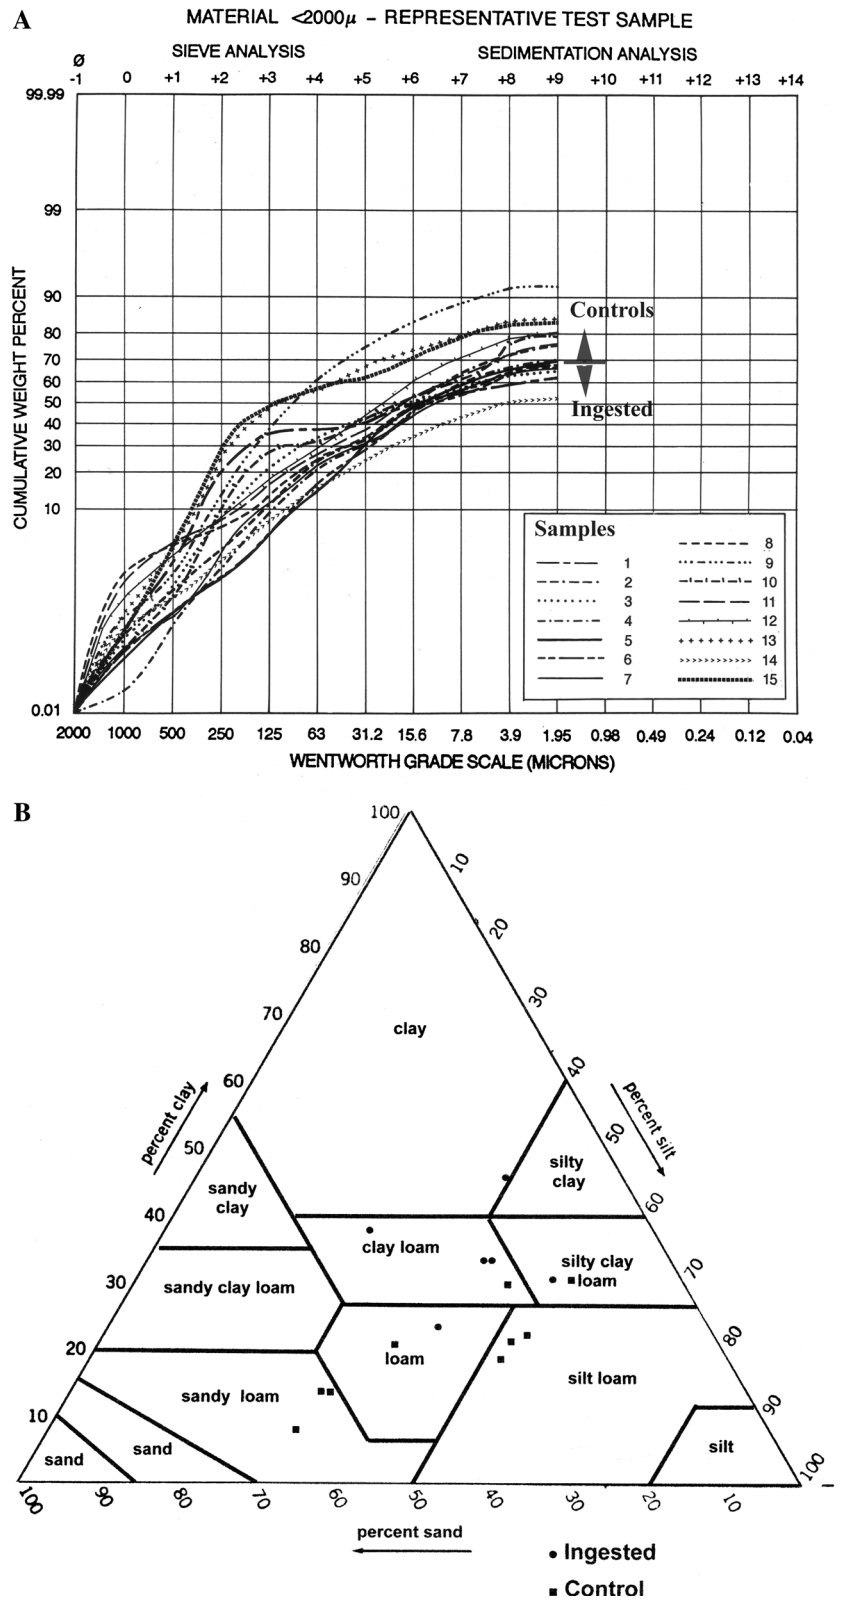 A
MATERIAL <2000μ – REPRESENTATIVE TEST SAMPLE
SIEVE ANALYSIS SEDIMENTATION ANALYSIS
Ø
-1 0 +1 +2 +3 +4 +5 +6 +7 +8 +9 +10 +11 +12 +13 +14
99.99
99
90
80
70
60
50
40
30
20
10
0.01
CUMULATIVE WEIGHT PERCENT
Controls
Ingested
Samples
1
2
3
4
5
6
7
8
9
10
11
12
13
14
15
2000 1000 500 250 125 63 31.2 15.6 7.8 3.9 1.95 0.98 0.49 0.24 0.12 0.04
WENTWORTH GRADE SCALE (MICRONS)
B
100
90
80
70
60
50
40
30
20
10
percent clay
10
20
30
40
50
60
70
80
90
100
percent silt
clay
silty
clay
sandy
clay
clay loam
silty clay
loam
sandy clay loam
loam
silt loam
sandy loam
sand
sand
silt
100 90 80 70 60 50 40 30 20 10
percent sand
Ingested
Control